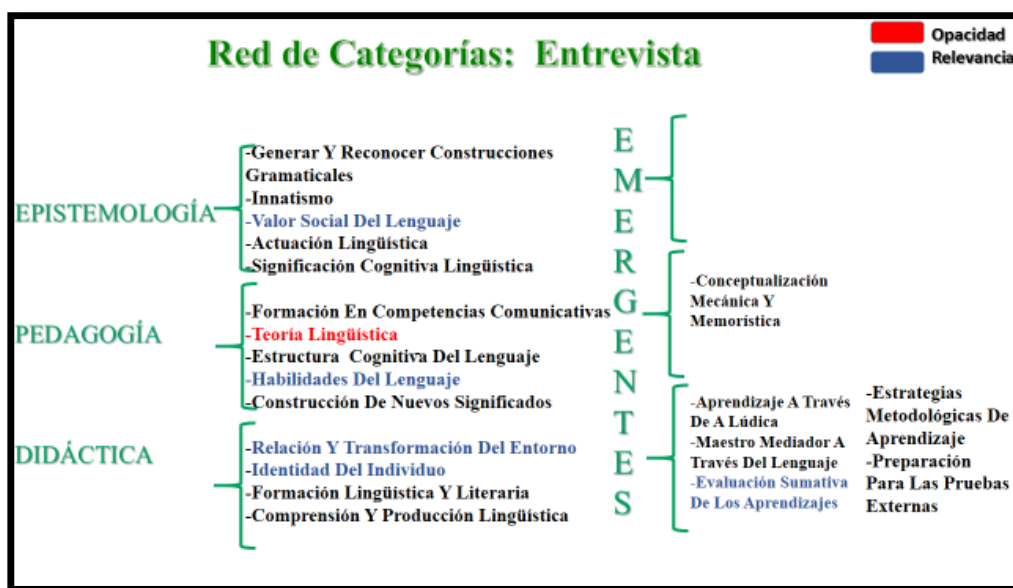 Red de Categorías: Entrevista
Opacidad
Relevancia
EPISTEMOLOGÍA
-Generar Y Reconocer Construcciones
Gramaticales
-Innatismo
-Valor Social Del Lenguaje
-Actuación Lingüística
-Significación Cognitiva Lingüística
PEDAGOGÍA
-Formación En Competencias Comunicativas
-Teoría Lingüística
-Estructura Cognitiva Del Lenguaje
-Habilidades Del Lenguaje
-Construcción De Nuevos Significados
DIDÁCTICA
-Relación Y Transformación Del Entorno
-Identidad Del Individuo
-Formación Lingüística Y Literaria
-Comprensión Y Producción Lingüística
EMERGENTES
-Conceptualización
Mecánica Y
Memorística
-Aprendizaje A Través
De A Lúdica
-Maestro Mediador A
Través Del Lenguaje
-Evaluación Sumativa
De Los Aprendizajes
-Estrategias
Metodológicas De
Aprendizaje
-Preparación
Para Las Pruebas
Externas